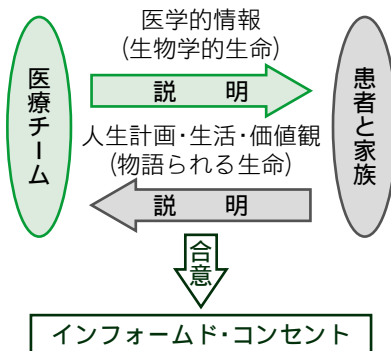 医学的情報
(生物学的生命)
医療チーム
説　明
患者と家族
人生計画･生活･価値観
(物語られる生命)
説　明
合意
インフォームド･コンセント